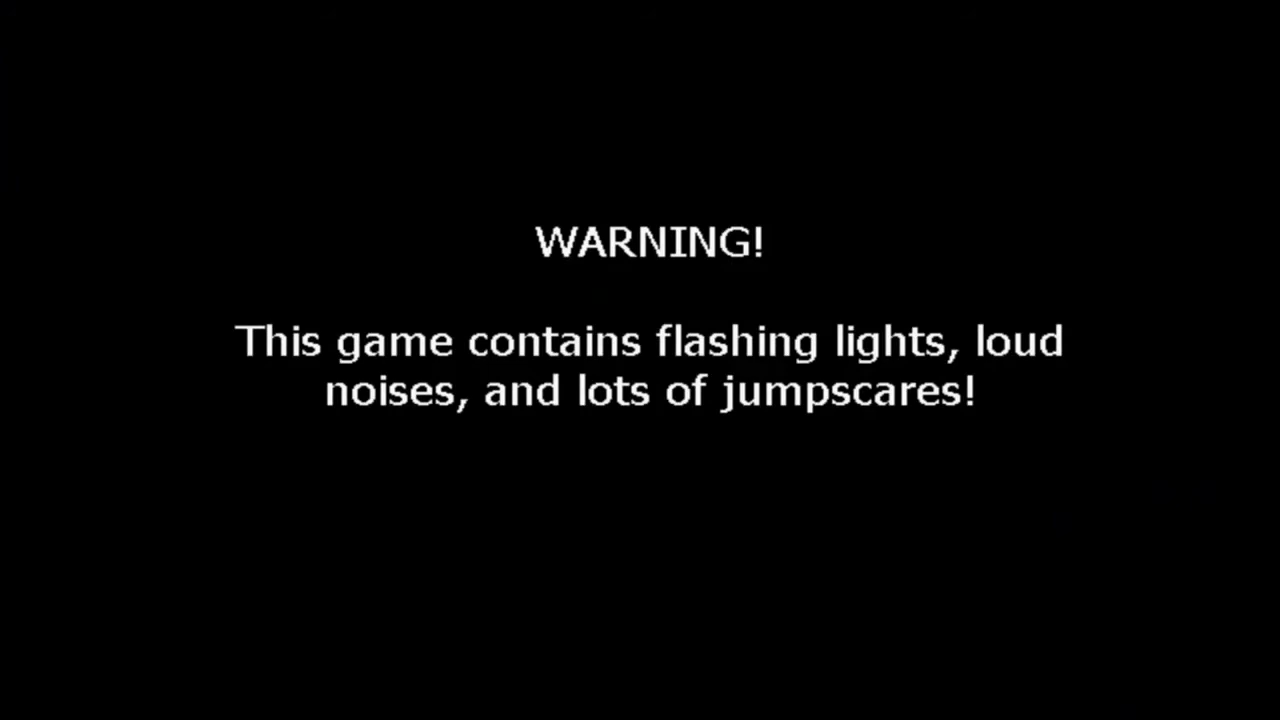 WARNING!
This game contains flashing lights, loud
noises, and lots of jumpscares!